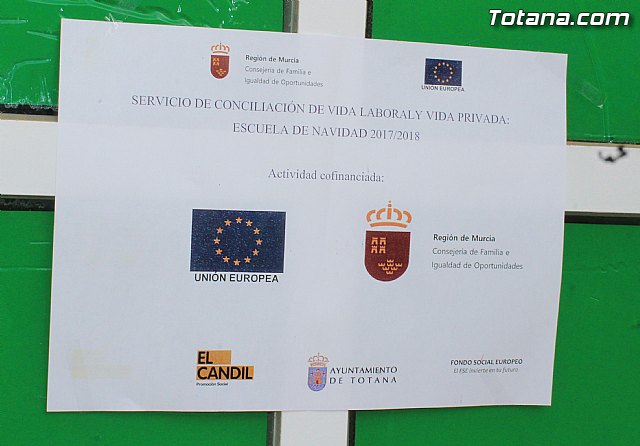 Totana.com
Región de Murcia
Consejería de Familia e
Igualdad de Oportunidades
UNION EUROPEA
SERVICIO DE CONCILIACIÓN DE VIDA LABORAL Y VIDA PRIVADA:
ESCUELA DE NAVIDAD 2017/2018
Actividad cofinanciada:
UNIÓN EUROPEA
Región de Murcia
Consejería de Familia e
Igualdad de Oportunidades
EL
CANDIL
Promoción Social
AYUNTAMIENTO
DE TOTANA
FONDO SOCIAL EUROPEO
El FSE invierte en tu futuro